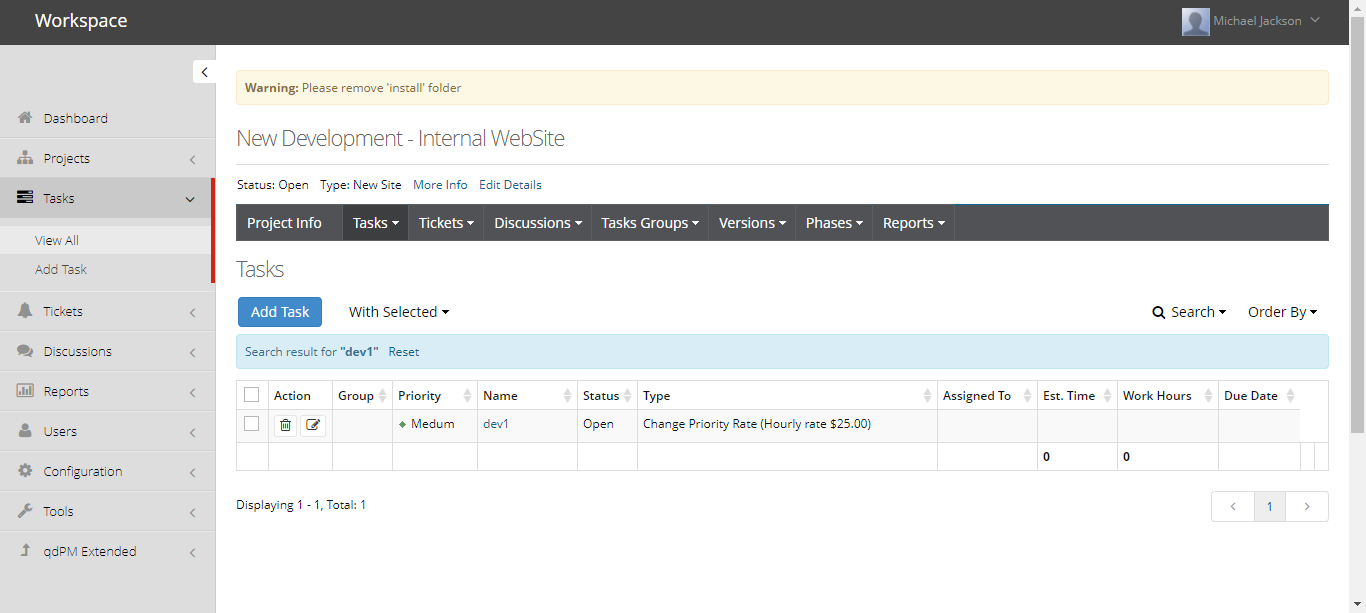 Workspace
Michael Jackson
Dashboard
Projects
Tasks
View All
Add Task
Tickets
Discussions
Reports
Users
Configuration
Tools
qdPM Extended
Warning: Please remove 'install' folder
New Development - Internal WebSite
Status: Open Type: New Site More Info Edit Details
Project Info Tasks Tickets Discussions Tasks Groups Versions Phases Reports
Tasks
Add Task With Selected Search Order By
Search result for "dev1" Reset
Action Group Priority Name Status Type Assigned To Est. Time Work Hours Due Date
Medum dev1 Open Change Priority Rate (Hourly rate $25.00)
0 0
Displaying 1 - 1, Total: 1
1